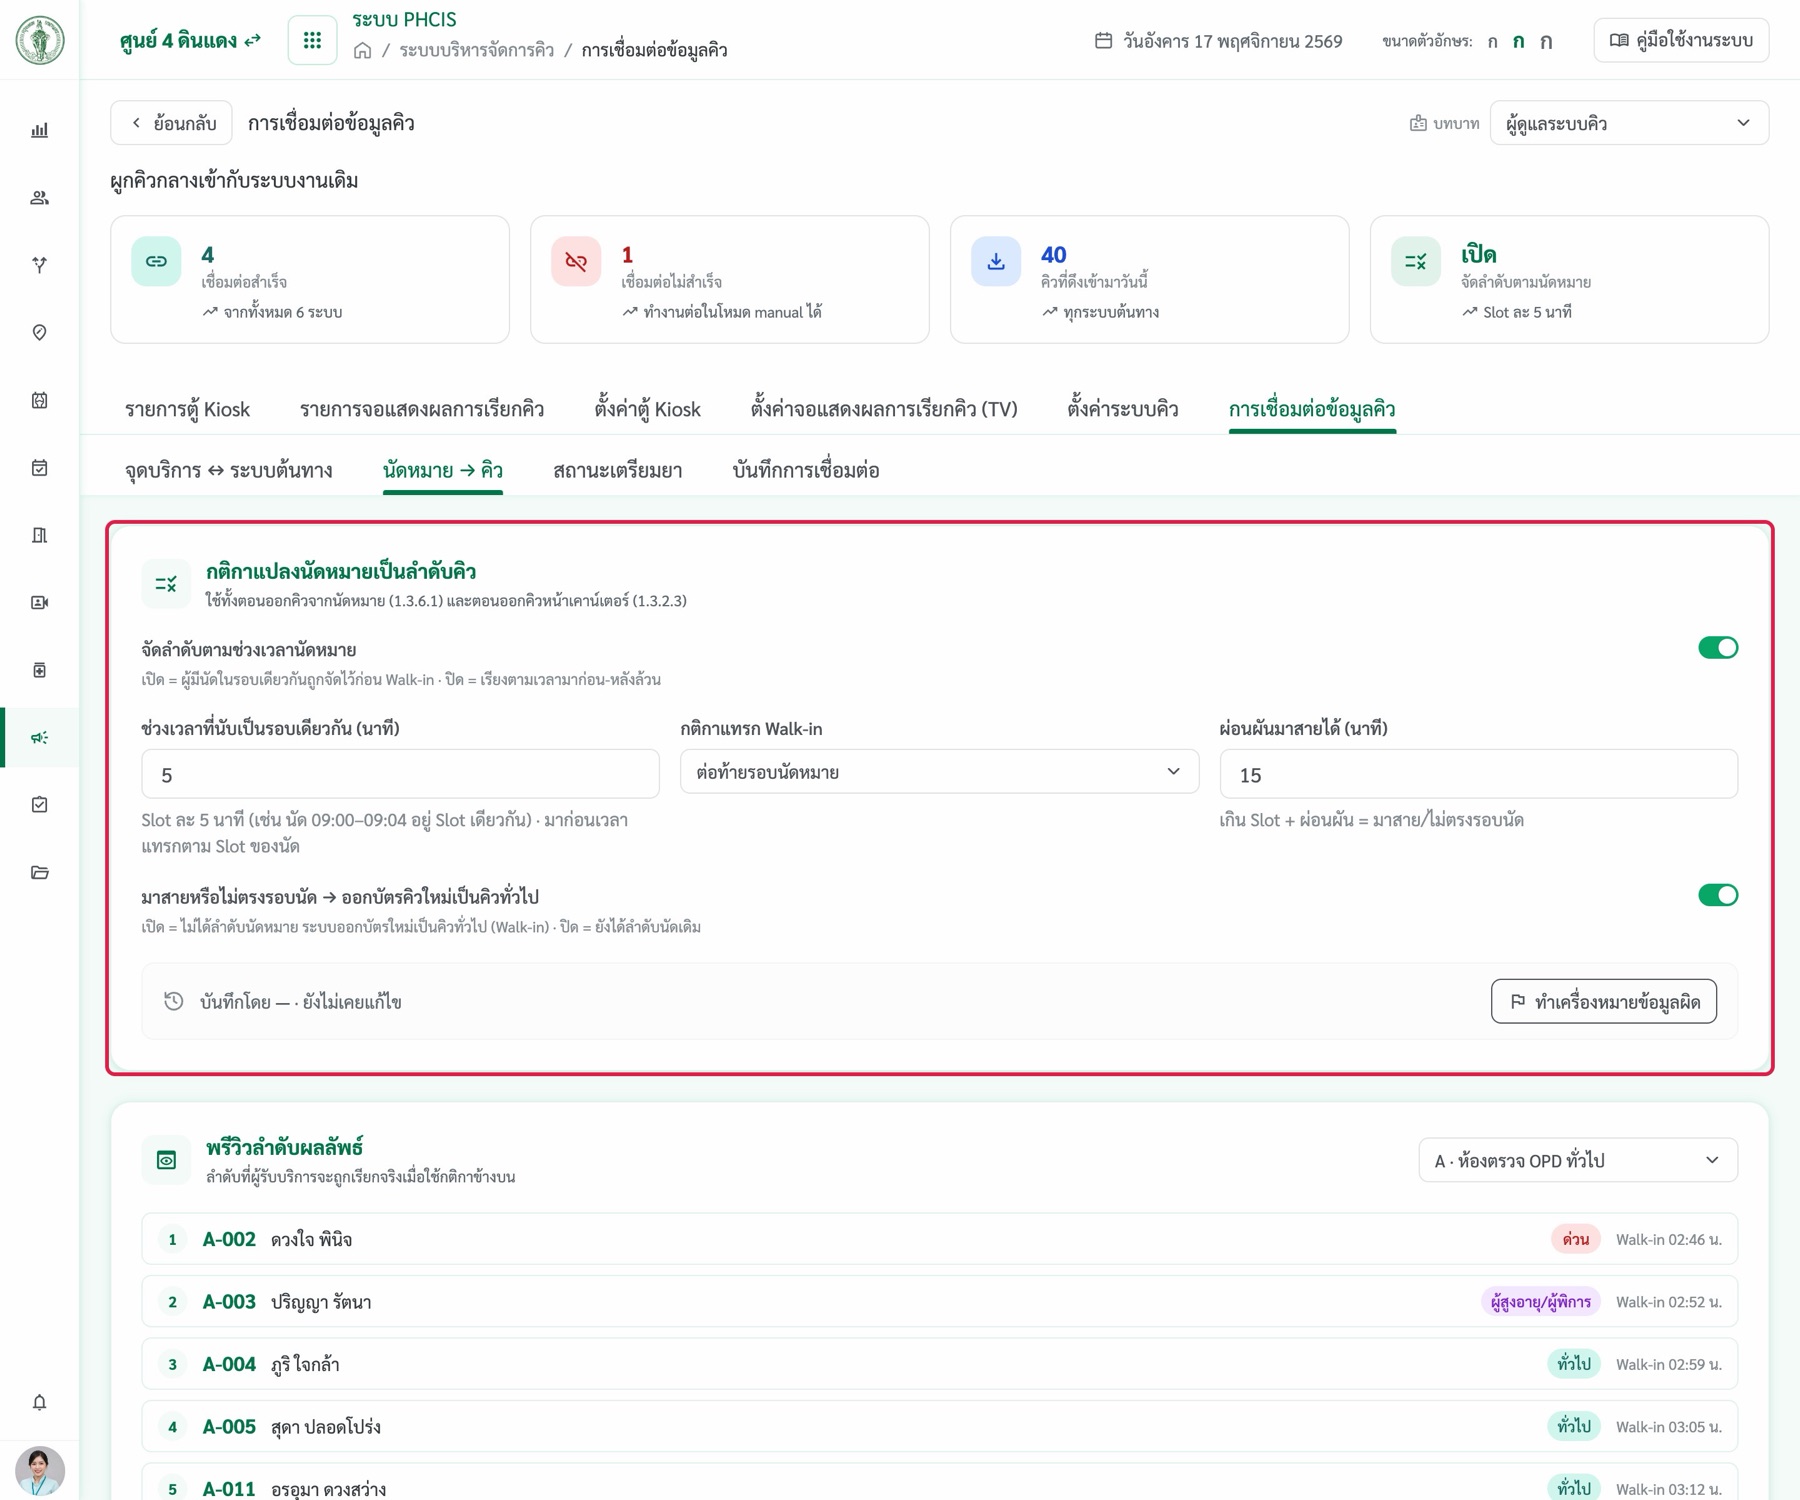 ศูนย์ 4 ดินแดง
ระบบ PHCIS
/ ระบบบริหารจัดการคิว / การเชื่อมต่อข้อมูลคิว
วันอังคาร 17 พฤศจิกายน 2569
ขนาดตัวอักษร: ก ก ก
คู่มือใช้งานระบบ
ย้อนกลับ
การเชื่อมต่อข้อมูลคิว
บทบาท
ผู้ดูแลระบบคิว
ผูกคิวกลางเข้ากับระบบงานเดิม
4
เชื่อมต่อสำเร็จ
จากทั้งหมด 6 ระบบ
1
เชื่อมต่อไม่สำเร็จ
ทำงานต่อในโหมด manual ได้
40
คิวที่ดึงเข้ามาวันนี้
ทุกระบบต้นทาง
เปิด
จัดลำดับตามนัดหมาย
Slot ละ 5 นาที
รายการตู้ Kiosk
รายการจอแสดงผลการเรียกคิว
ตั้งค่าตู้ Kiosk
ตั้งค่าจอแสดงผลการเรียกคิว (TV)
ตั้งค่าระบบคิว
การเชื่อมต่อข้อมูลคิว
จุดบริการ ↔ ระบบต้นทาง
นัดหมาย → คิว
สถานะเตรียมยา
บันทึกการเชื่อมต่อ
กติกาแปลงนัดหมายเป็นลำดับคิว
ใช้ทั้งตอนออกคิวจากนัดหมาย (1.3.6.1) และตอนออกคิวหน้าเคาน์เตอร์ (1.3.2.3)
จัดลำดับตามช่วงเวลานัดหมาย
เปิด = ผู้มีนัดในรอบเดียวกันถูกจัดไว้ก่อน Walk-in · ปิด = เรียงตามเวลามาก่อน-หลังล้วน
ช่วงเวลาที่นับเป็นรอบเดียวกัน (นาที)
5
Slot ละ 5 นาที (เช่น นัด 09:00–09:04 อยู่ Slot เดียวกัน) · มาก่อนเวลา
แทรกตาม Slot ของนัด
กติกาแทรก Walk-in
ต่อท้ายรอบนัดหมาย
ผ่อนผันมาสายได้ (นาที)
15
เกิน Slot + ผ่อนผัน = มาสาย/ไม่ตรงรอบนัด
มาสายหรือไม่ตรงรอบนัด → ออกบัตรคิวใหม่เป็นคิวทั่วไป
เปิด = ไม่ได้ลำดับนัดหมาย ระบบออกบัตรใหม่เป็นคิวทั่วไป (Walk-in) · ปิด = ยังได้ลำดับนัดเดิม
บันทึกโดย — · ยังไม่เคยแก้ไข
ทำเครื่องหมายข้อมูลผิด
พรีวิวลำดับผลลัพธ์
ลำดับที่ผู้รับบริการจะถูกเรียกจริงเมื่อใช้กติกาข้างบน
A · ห้องตรวจ OPD ทั่วไป
1 A-002 ดวงใจ พินิจ ด่วน Walk-in 02:46 น.
2 A-003 ปริญญา รัตนา ผู้สูงอายุ/ผู้พิการ Walk-in 02:52 น.
3 A-004 ภูริ ใจกล้า ทั่วไป Walk-in 02:59 น.
4 A-005 สุดา ปลอดโปร่ง ทั่วไป Walk-in 03:05 น.
5 A-011 อรอุมา ดวงสว่าง ทั่วไป Walk-in 03:12 น.